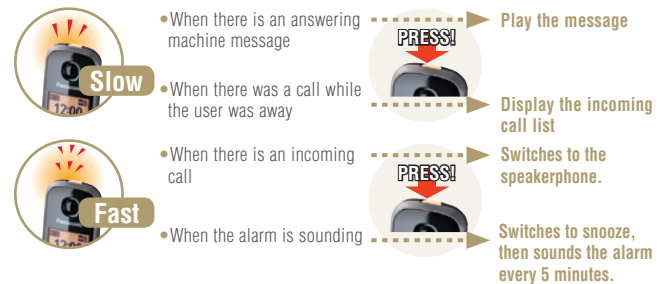 •When there is an answering
machine message
PRESS!
Play the message
Slow
12:00
•When there was a call while
the user was away
Display the incoming
call list
•When there is an incoming
call
PRESS!
Switches to the
speakerphone.
Fast
•When the alarm is sounding
Switches to snooze,
then sounds the alarm
every 5 minutes.